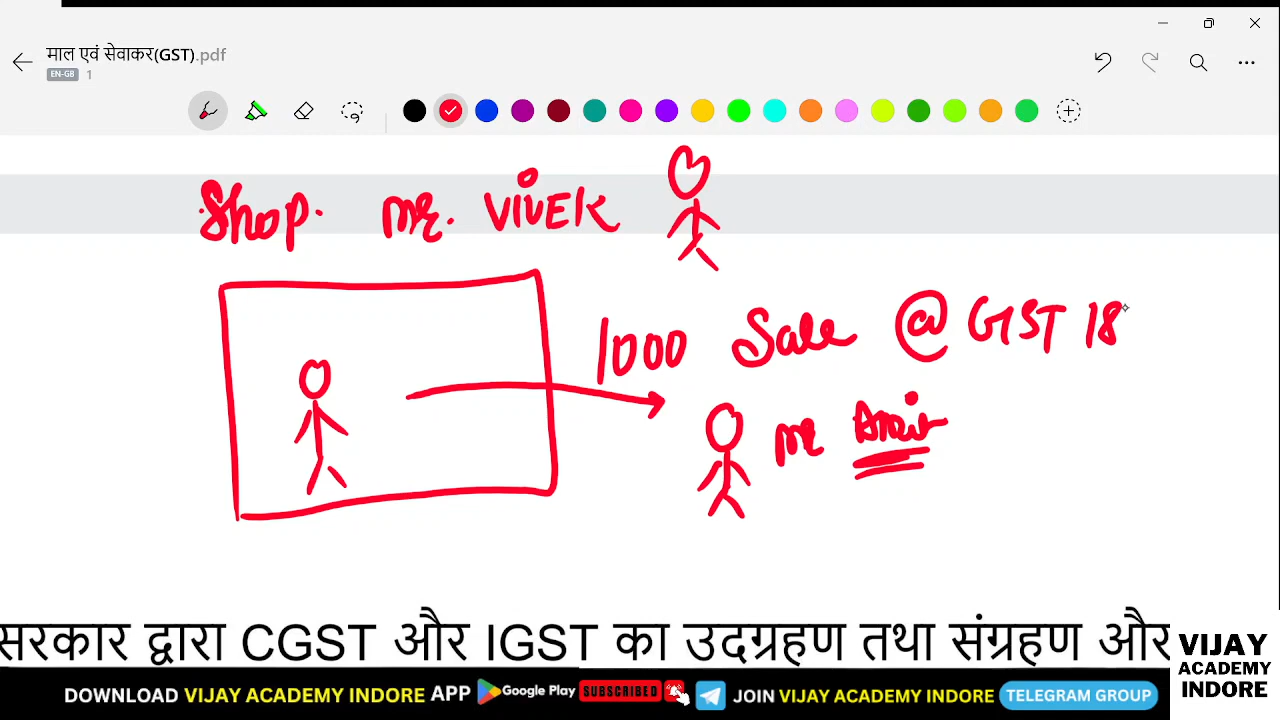 माल एवं सेवाकर(GST).pdf
EN-GB 1
Shop. Mr. VIVEK
1000 Sale @ GST 18
Mr Amit
सरकार द्वारा CGST और IGST का उदग्रहण तथा संग्रहण और
VIJAY
ACADEMY
INDORE
DOWNLOAD VIJAY ACADEMY INDORE APP Google Play SUBSCRIBED JOIN VIJAY ACADEMY INDORE TELEGRAM GROUP